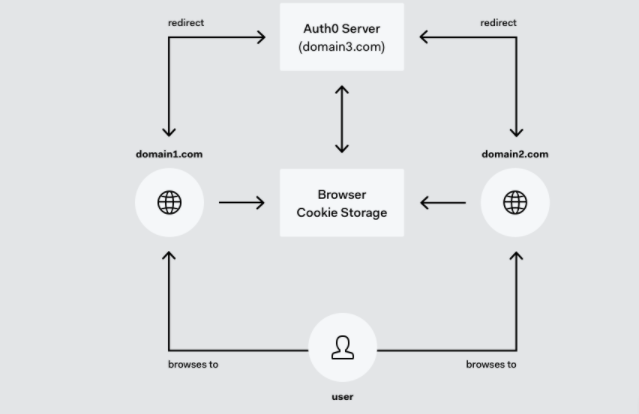 redirect
redirect
Auth0 Server
(domain3.com)
domain1.com
domain2.com
Browser
Cookie Storage
browses to
browses to
user